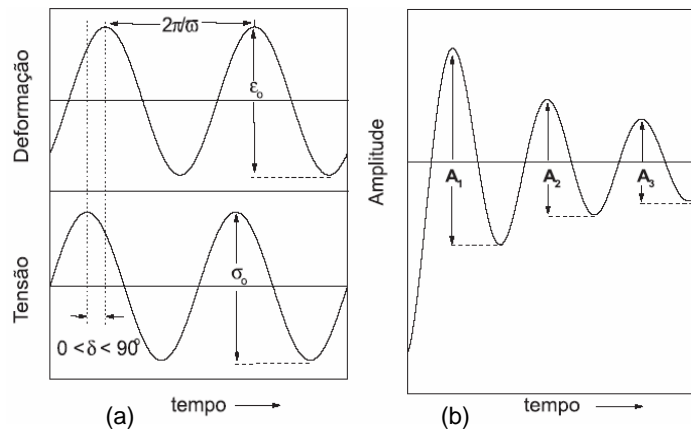 2π/ϖ
Deformação
ε₀
Tensão
σ₀
0 < δ < 90°
tempo
(a)
Amplitude
A₁
A₂
A₃
tempo
(b)